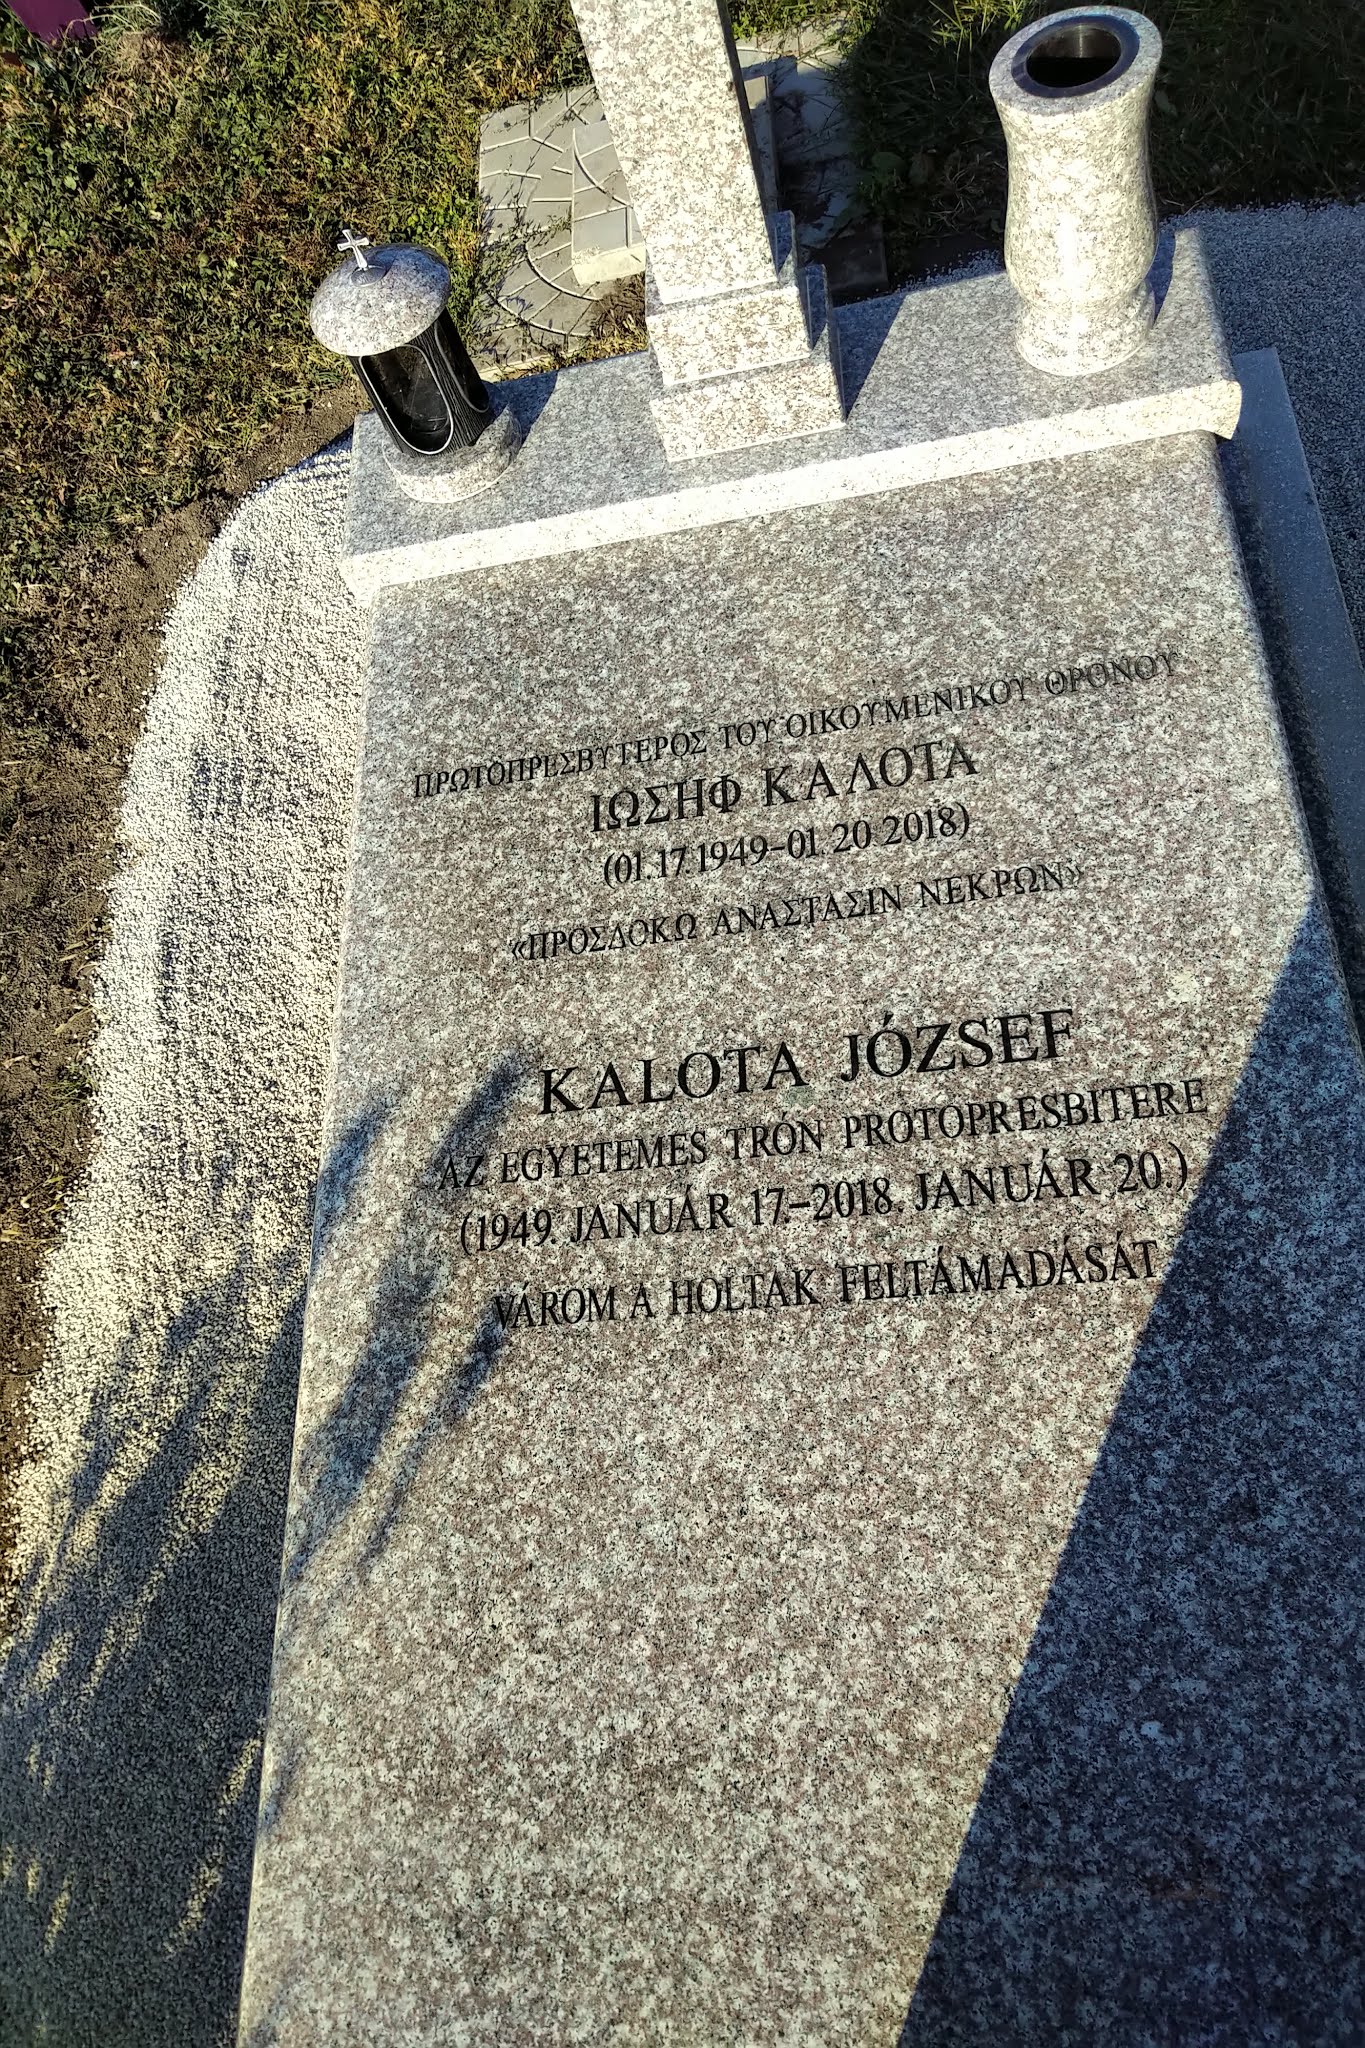 ΠΡΩΤΟΠΡΕΣΒΥΤΕΡΟΣ ΤΟΥ ΟΙΚΟΥΜΕΝΙΚΟΥ ΘΡΟΝΟΥ
ΙΩΣΗΦ ΚΑΛΟΤΑ
(01.17.1949-01.20.2018)
«ΠΡΟΣΔΟΚΩ ΑΝΑΣΤΑΣΙΝ ΝΕΚΡΩΝ»
KALOTA JÓZSEF
AZ EGYETEMES TRÓN PROTOPRESBITERE
(1949. JANUÁR 17.-2018. JANUÁR 20.)
VÁROM A HOLTAK FELTÁMADÁSÁT